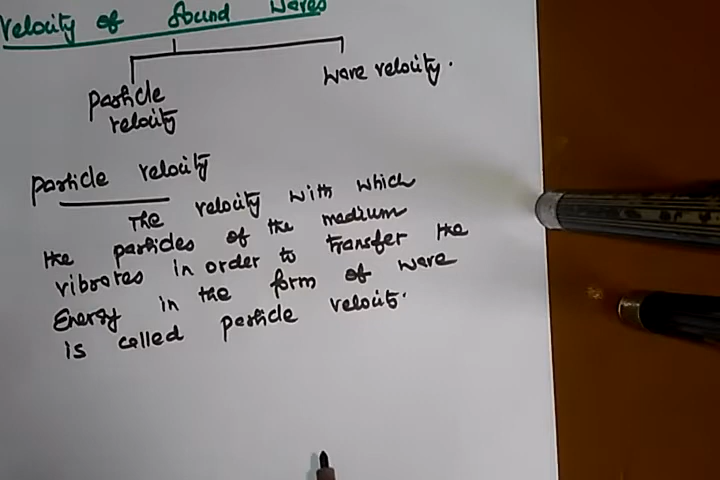 Velocity of Sound Waves
Particle
velocity
Wave velocity.
Particle velocity
The velocity with which
the particles of the medium
vibrates in order to transfer the
Energy in the form of wave
is called particle velocity.